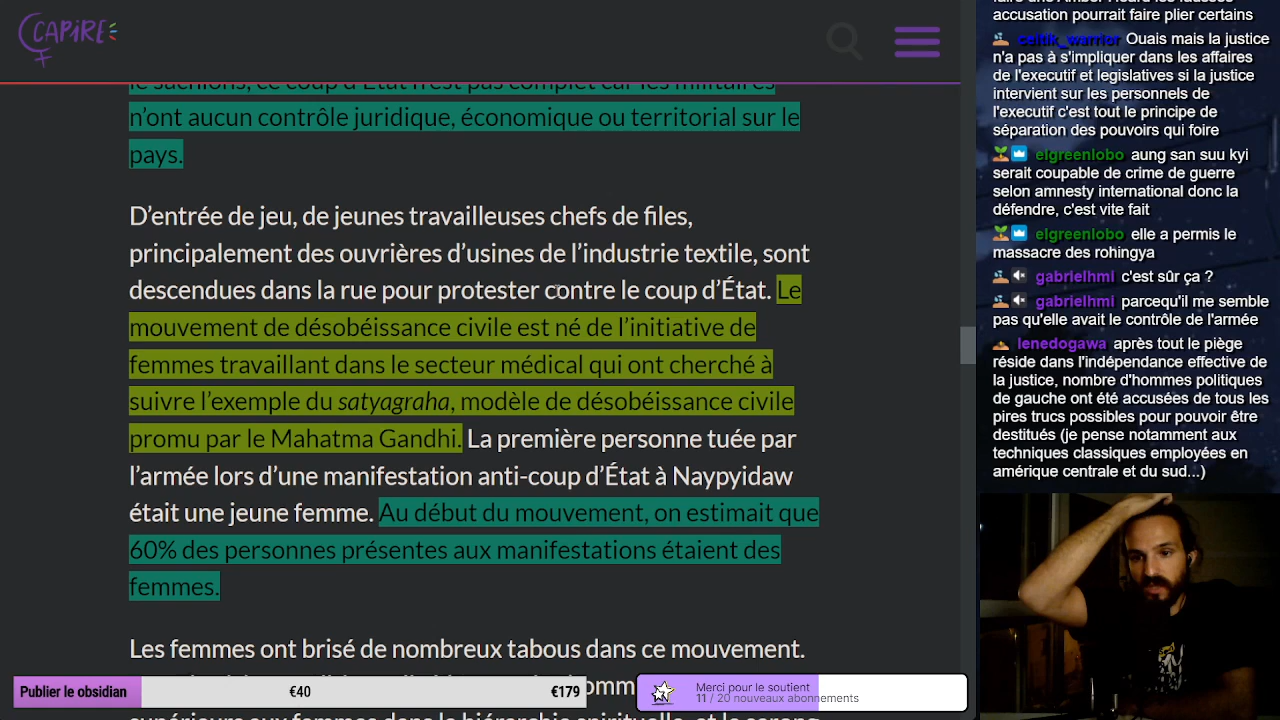 CAPIRE
le sachions, ce coup d'État n'est pas complet car les militaires
n'ont aucun contrôle juridique, économique ou territorial sur le
pays.
D'entrée de jeu, de jeunes travailleuses chefs de files,
principalement des ouvrières d'usines de l'industrie textile, sont
descendues dans la rue pour protester contre le coup d'État. Le
mouvement de désobéissance civile est né de l'initiative de
femmes travaillant dans le secteur médical qui ont cherché à
suivre l'exemple du satyagraha, modèle de désobéissance civile
promu par le Mahatma Gandhi. La première personne tuée par
l'armée lors d'une manifestation anti-coup d'État à Naypyidaw
était une jeune femme. Au début du mouvement, on estimait que
60% des personnes présentes aux manifestations étaient des
femmes.
Les femmes ont brisé de nombreux tabous dans ce mouvement.
Publier le obsidian
€40
€179
Merci pour le soutient
11 / 20 nouveaux abonnements
accusation pourrait faire plier certains
celtik_warrior Ouais mais la justice
n'a pas à s'impliquer dans les affaires
de l'executif et legislatives si la justice
intervient sur les personnels de
l'executif c'est tout le principe de
séparation des pouvoirs qui foire
elgreenlobo aung san suu kyi
serait coupable de crime de guerre
selon amnesty international donc la
défendre, c'est vite fait
elgreenlobo elle a permis le
massacre des rohingya
gabrielhmi c'est sûr ça ?
gabrielhmi parcequ'il me semble
pas qu'elle avait le contrôle de l'armée
lenedogawa après tout le piège
réside dans l'indépendance effective de
la justice, nombre d'hommes politiques
de gauche ont été accusées de tous les
pires trucs possibles pour pouvoir être
destitués (je pense notamment aux
techniques classiques employées en
amérique centrale et du sud...)